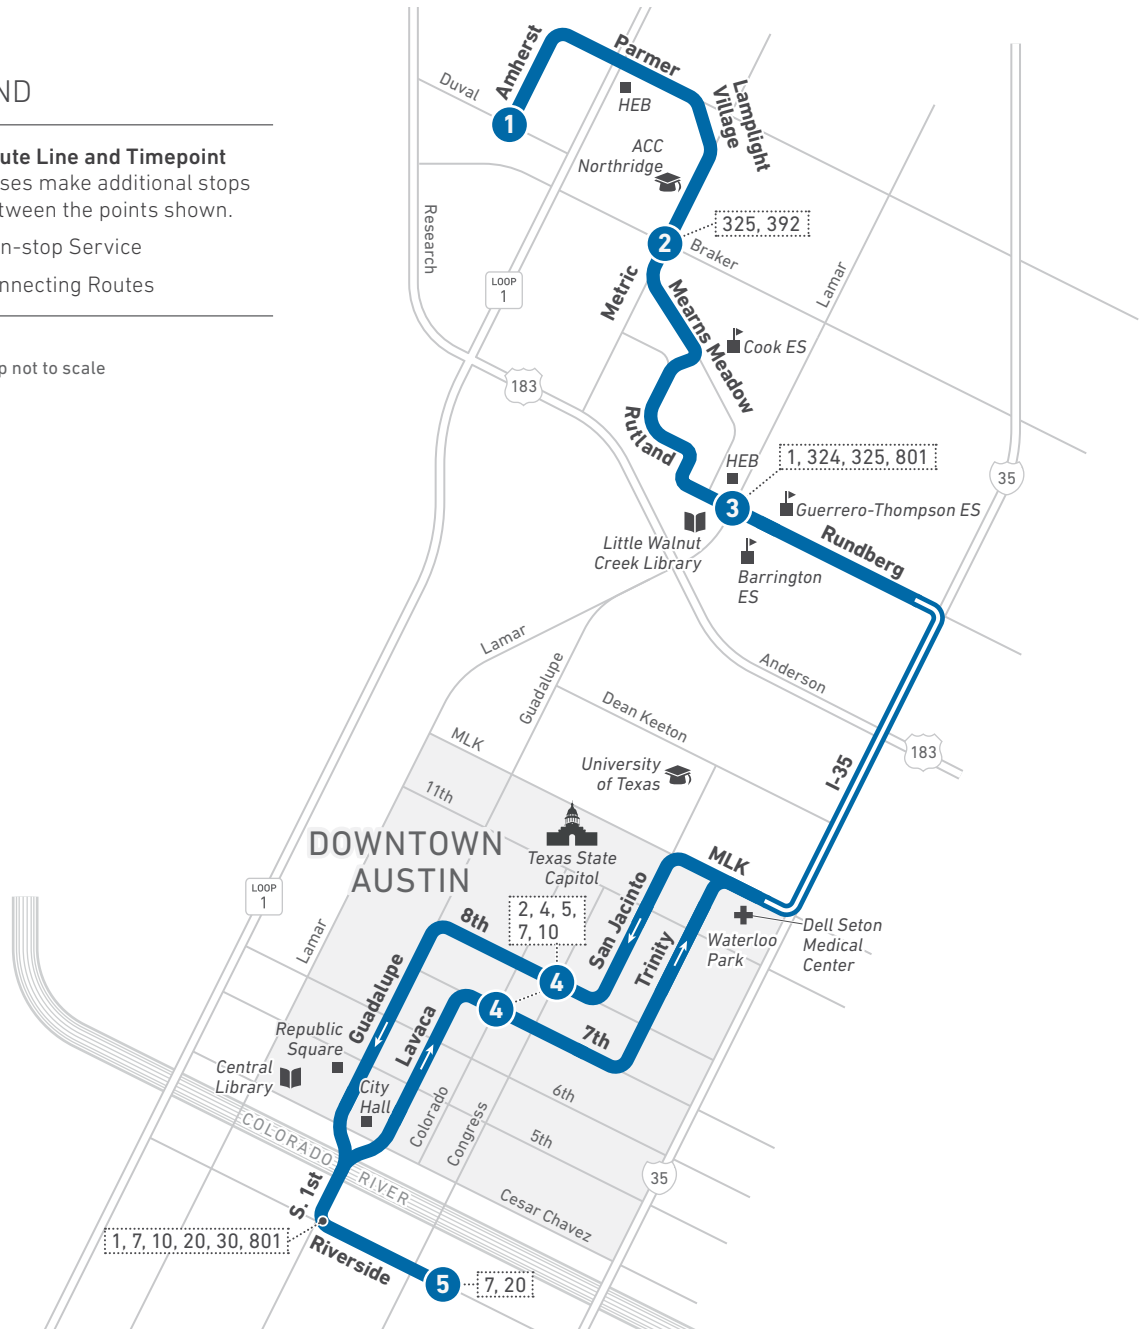 ND
ute Line and Timepoint
ses make additional stops
tween the points shown.
n-stop Service
nnecting Routes
p not to scale
Amherst
Parmer
Duval
1
HEB
Lamplight
Village
ACC
Northridge
325, 392
2
Braker
Research
LOOP
1
Metric
Mearns Meadow
Lamar
Cook ES
183
Rutland
HEB
1, 324, 325, 801
35
3
Guerrero-Thompson ES
Little Walnut
Creek Library
Rundberg
Barrington
ES
Lamar
Guadalupe
Anderson
Dean Keeton
MLK
183
University
of Texas
I-35
11th
DOWNTOWN
AUSTIN
Texas State
Capitol
MLK
LOOP
1
2, 4, 5,
7, 10
8th
San Jacinto
Trinity
Waterloo
Park
Dell Seton
Medical
Center
Lamar
Guadalupe
4
4
Lavaca
7th
Republic
Square
Central
Library
City
Hall
6th
Colorado
Congress
5th
COLORADO RIVER
35
S. 1st
Cesar Chavez
1, 7, 10, 20, 30, 801
Riverside
5
7, 20